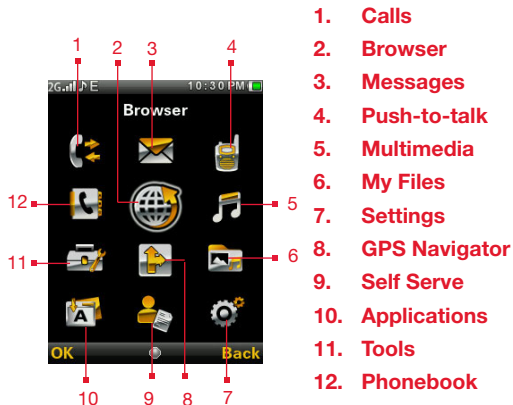 1 2 3 4
2G E 10:30 PM
Browser
12 5
11 6
A
OK Back
10 9 8 7
1. Calls
2. Browser
3. Messages
4. Push-to-talk
5. Multimedia
6. My Files
7. Settings
8. GPS Navigator
9. Self Serve
10. Applications
11. Tools
12. Phonebook